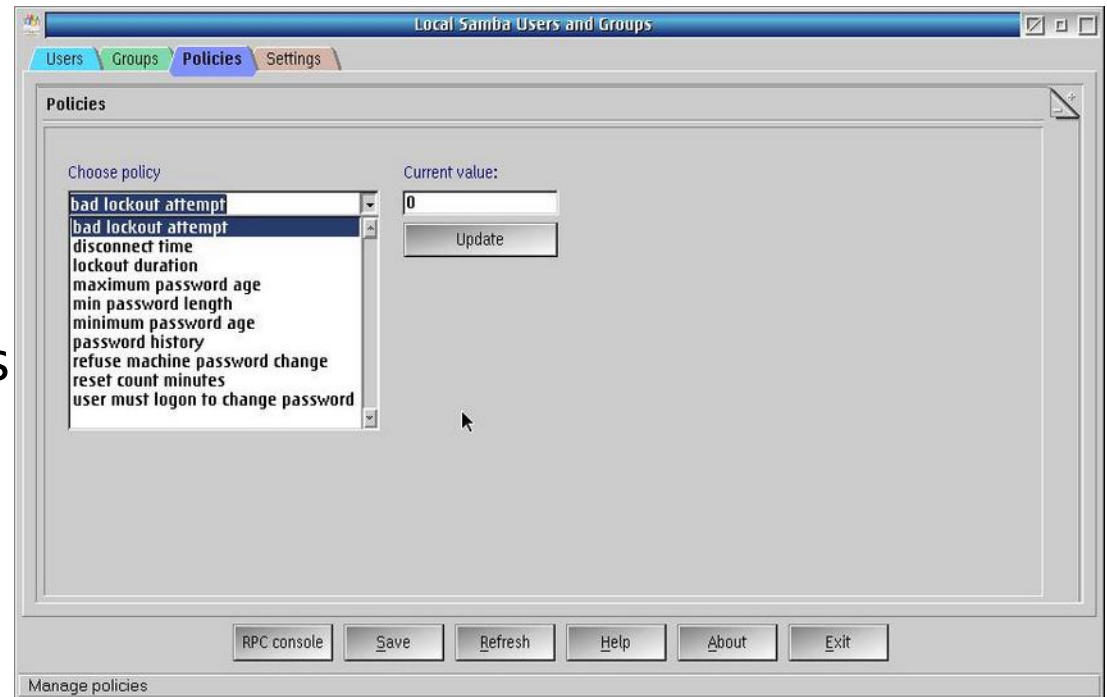 Local Samba Users and Groups
Users Groups Policies Settings
Policies
Choose policy
Current value:
bad lockout attempt
0
Update
bad lockout attempt
disconnect time
lockout duration
maximum password age
min password length
minimum password age
password history
refuse machine password change
reset count minutes
user must logon to change password
s
RPC console Save Refresh Help About Exit
Manage policies